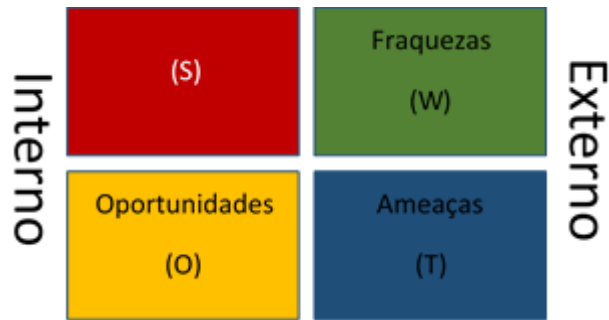 Interno
(S)
Fraquezas
(W)
Oportunidades
(O)
Ameaças
(T)
Externo